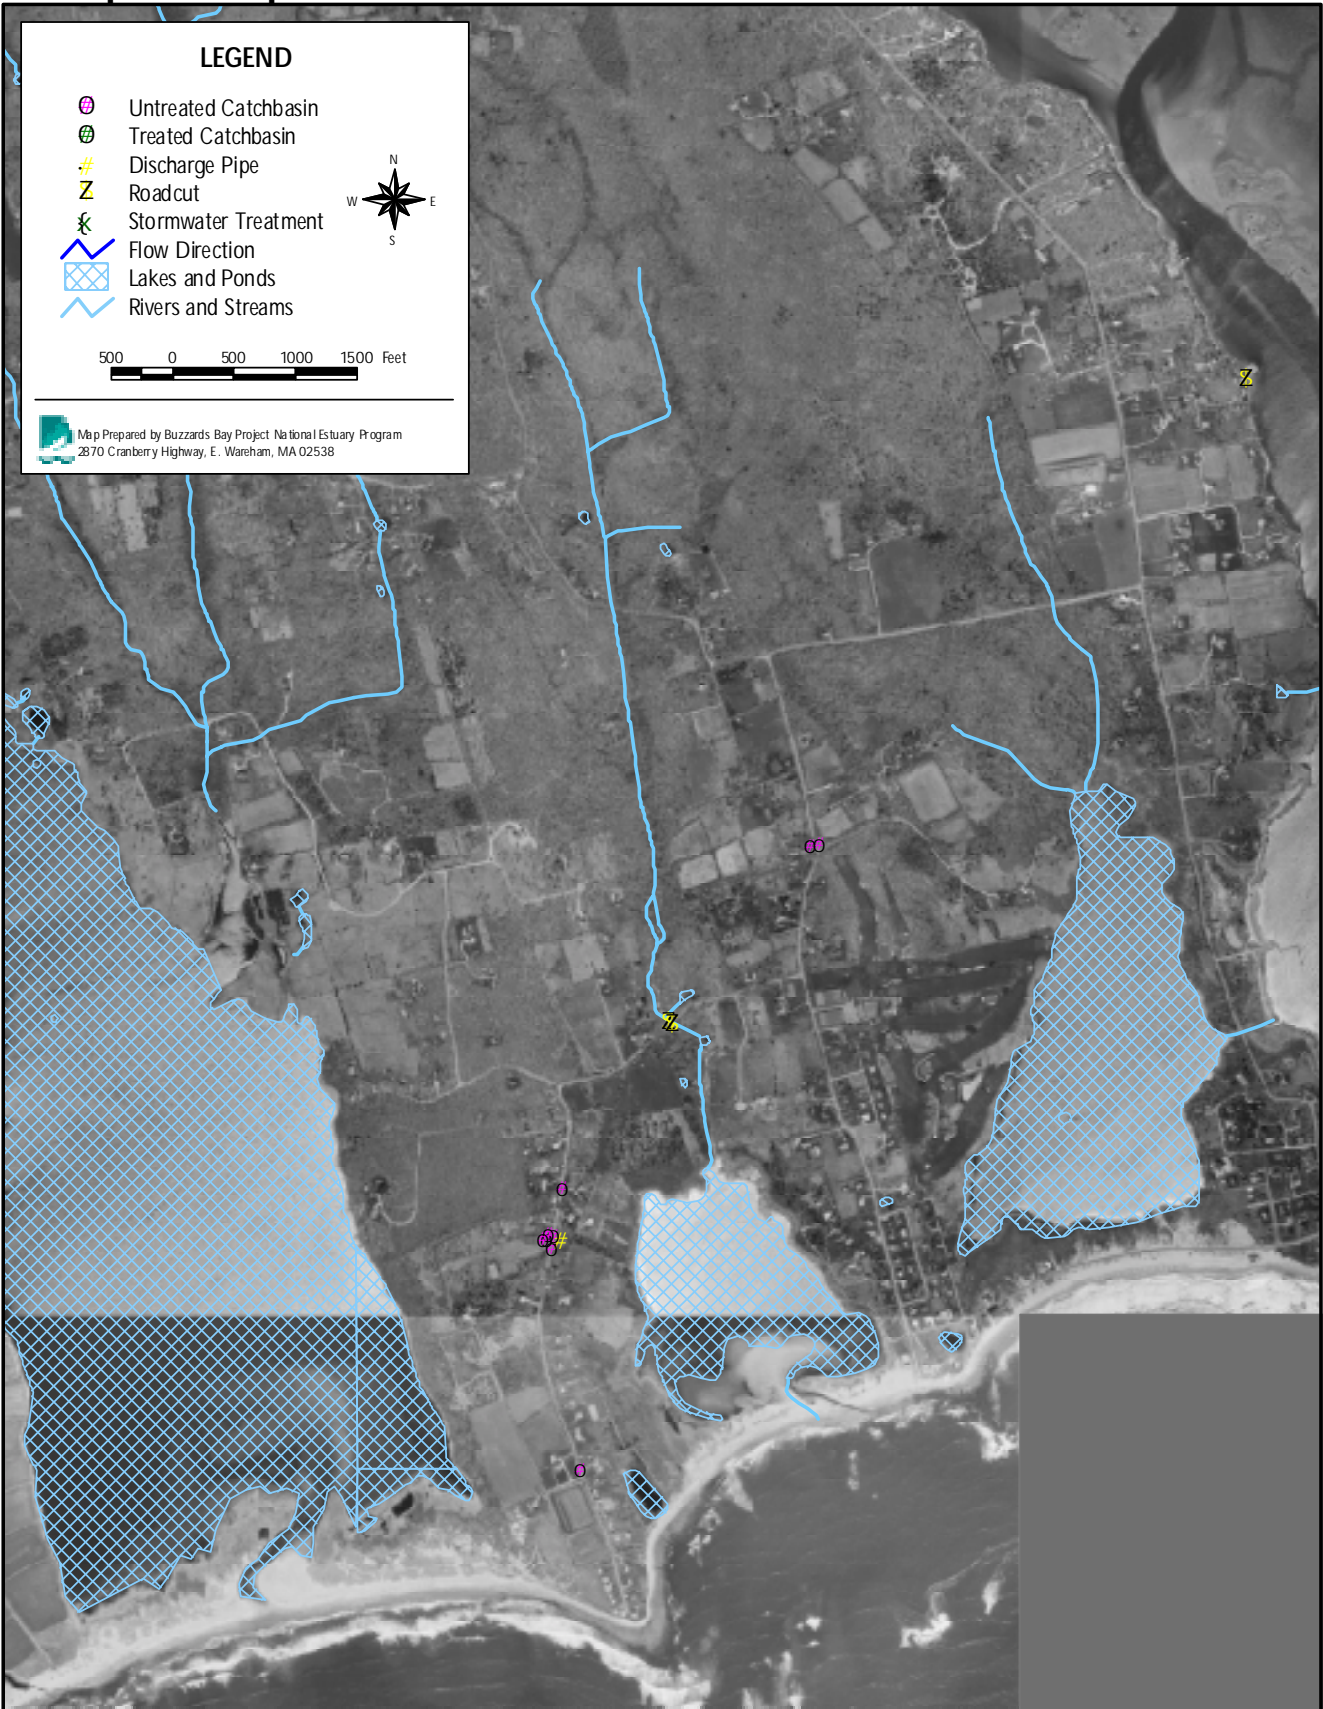 LEGEND
Untreated Catchbasin
Treated Catchbasin
Discharge Pipe
Roadcut
Stormwater Treatment
Flow Direction
Lakes and Ponds
Rivers and Streams
N
W E
S
500 0 500 1000 1500 Feet
Map Prepared by Buzzards Bay Project National Estuary Program
2870 Cranberry Highway, E. Wareham, MA 02538